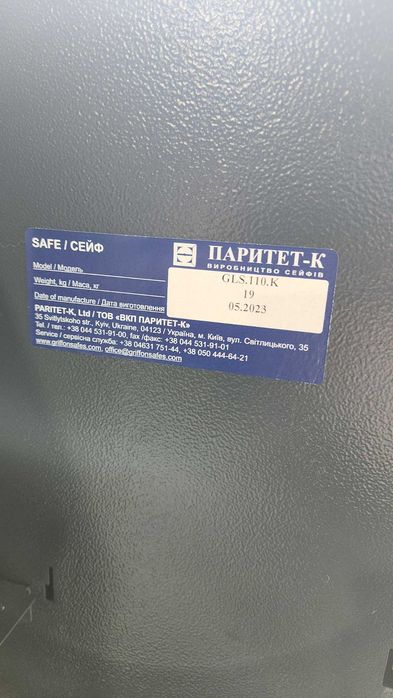 SAFE / СЕЙФ
ПАРИТЕТ-К
ВИРОБНИЦТВО СЕЙФІВ
Model / Модель
GLS.110.K
Weight, kg / Маса, кг
19
Date of manufacture / Дата виготовлення
05.2023
PARITET-K, Ltd / ТОВ «ВКП ПАРИТЕТ-К»
35 Svitlytskoho str., Kyiv, Ukraine, 04123 / Україна, м. Київ, вул. Світлицького, 35
Tel. / тел.: +38 044 531-91-00, fax /факс: +38 044 531-91-01
Service / сервісна служба: +38 04631 751-44, +38 050 444-64-21
www.griffonsafes.com, office@griffonsafes.com